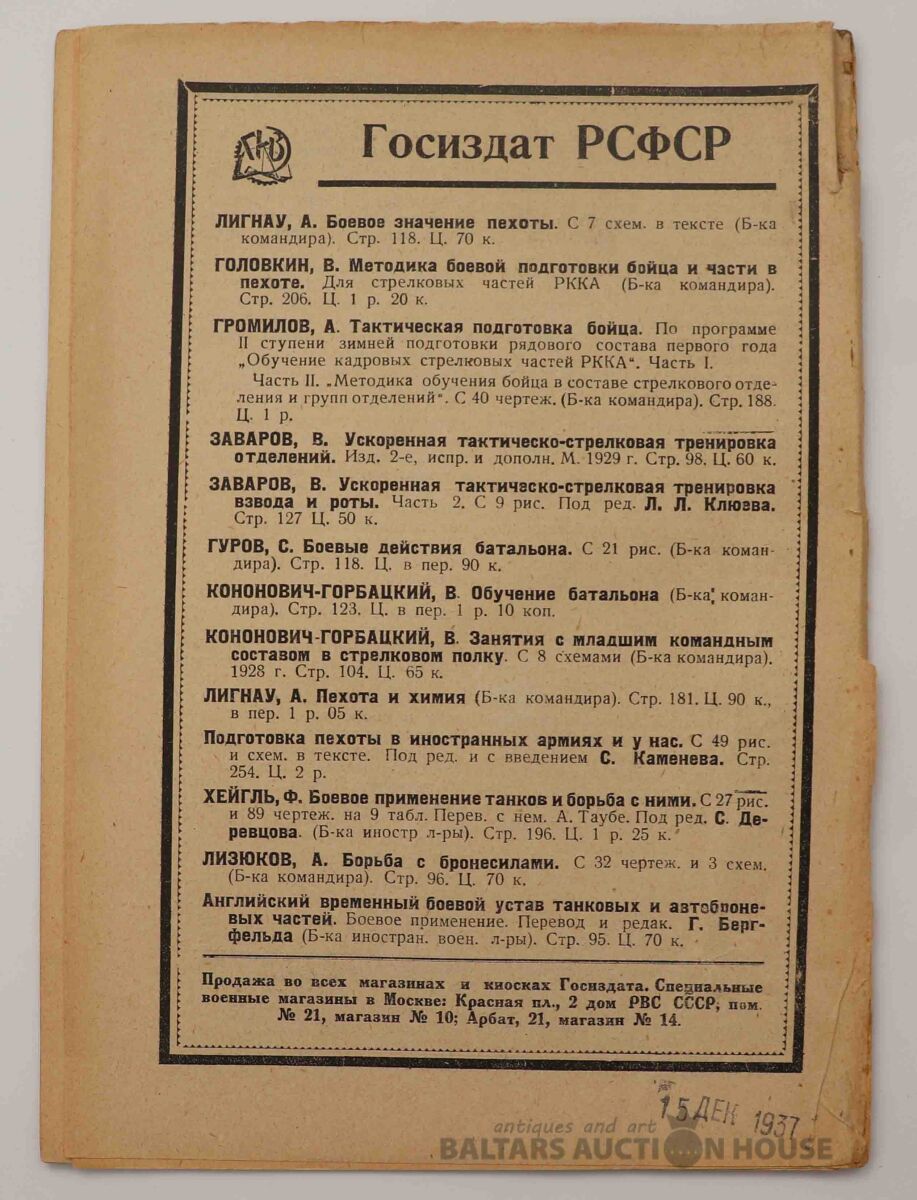 Госиздат РСФСР
ЛИГНАУ, А. Боевое значение пехоты. С 7 схем. в тексте (Б-ка
командира). Стр. 118. Ц. 70 к.
ГОЛОВКИН, В. Методика боевой подготовки бойца и части в
пехоте. Для стрелковых частей РККА (Б-ка командира).
Стр. 206. Ц. 1 р. 20 к.
ГРОМИЛОВ, А. Тактическая подготовка бойца. По программе
II ступени зимней подготовки рядового состава первого года
„Обучение кадровых стрелковых частей РККА“. Часть I.
Часть II. „Методика обучения бойца в составе стрелкового отде-
ления и групп отделений“. С 40 чертеж. (Б-ка командира). Стр. 188.
Ц. 1 р.
ЗАВАРОВ, В. Ускоренная тактическо-стрелковая тренировка
отделений. Изд. 2-е, испр. и дополн. М. 1929 г. Стр. 98. Ц. 60 к.
ЗАВАРОВ, В. Ускоренная тактическо-стрелковая тренировка
взвода и роты. Часть 2. С 9 рис. Под ред. Л. Л. Клюева.
Стр. 127 Ц. 50 к.
ГУРОВ, С. Боевые действия батальона. С 21 рис. (Б-ка коман-
дира). Стр. 118. Ц. в пер. 90 к.
КОНОНОВИЧ-ГОРБАЦКИЙ, В. Обучение батальона (Б-ка коман-
дира). Стр. 123. Ц. в пер. 1 р. 10 коп.
КОНОНОВИЧ-ГОРБАЦКИЙ, В. Занятия с младшим командным
составом в стрелковом полку. С 8 схемами (Б-ка командира).
1928 г. Стр. 104. Ц. 65 к.
ЛИГНАУ, А. Пехота и химия (Б-ка командира). Стр. 181. Ц. 90 к.,
в пер. 1 р. 05 к.
Подготовка пехоты в иностранных армиях и у нас. С 49 рис.
и схем. в тексте. Под ред. и с введением С. Каменева. Стр.
254. Ц. 2 р.
ХЕЙГЛЬ, Ф. Боевое применение танков и борьба с ними. С 27 рис.
и 89 чертеж. на 9 табл. Перев. с нем. А. Таубе. Под ред. С. Де-
ревцова. (Б-ка иностр л-ры). Стр. 196. Ц. 1 р. 25 к.
ЛИЗЮКОВ, А. Борьба с бронесилами. С 32 чертеж. и 3 схем.
(Б-ка командира). Стр. 96. Ц. 70 к.
Английский временный боевой устав танковых и автоброне-
вых частей. Боевое применение. Перевод и редак. Г. Берг-
фельда (Б-ка иностран. воен. л-ры). Стр. 95. Ц. 70 к.
Продажа во всех магазинах и киосках Госиздата. Специальные
военные магазины в Москве: Красная пл., 2 дом РВС СССР, пом.
№ 21, магазин № 10; Арбат, 21, магазин № 14.
15 ДЕК 1937
antiques and art
BALTARS AUCTION HOUSE